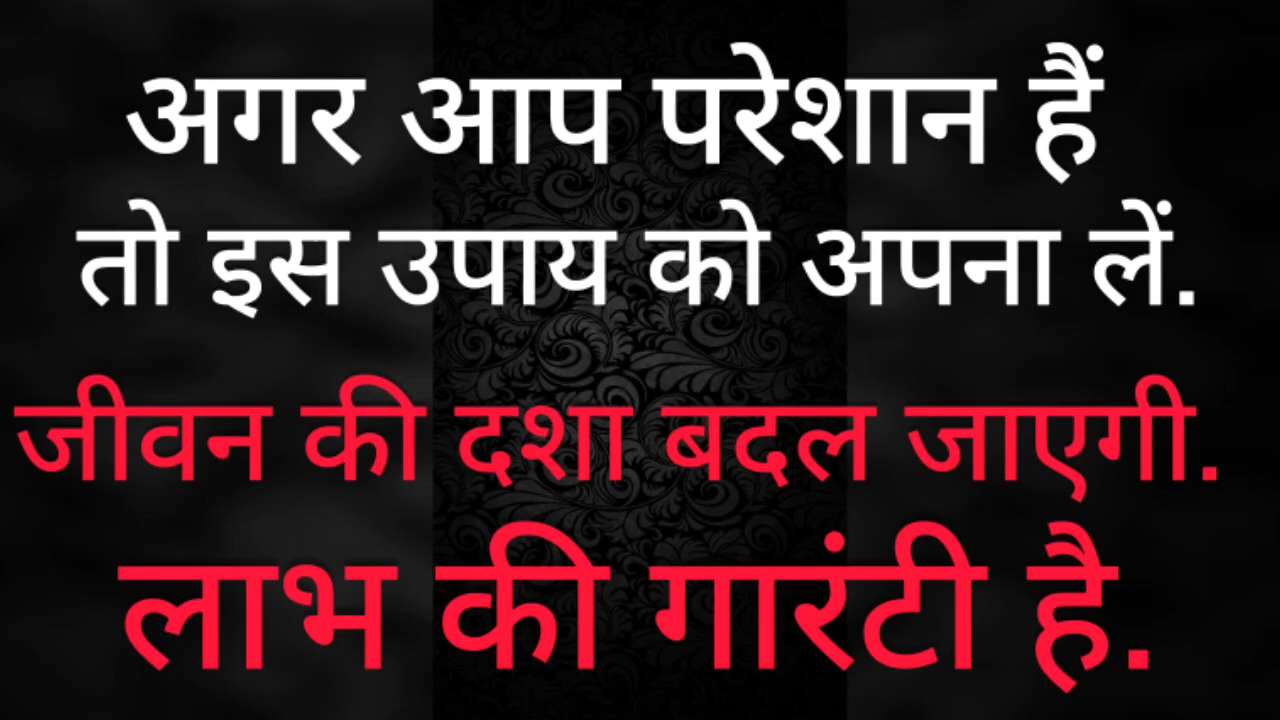 अगर आप परेशान हैं
तो इस उपाय को अपना लें.
जीवन की दशा बदल जाएगी.
लाभ की गारंटी है.